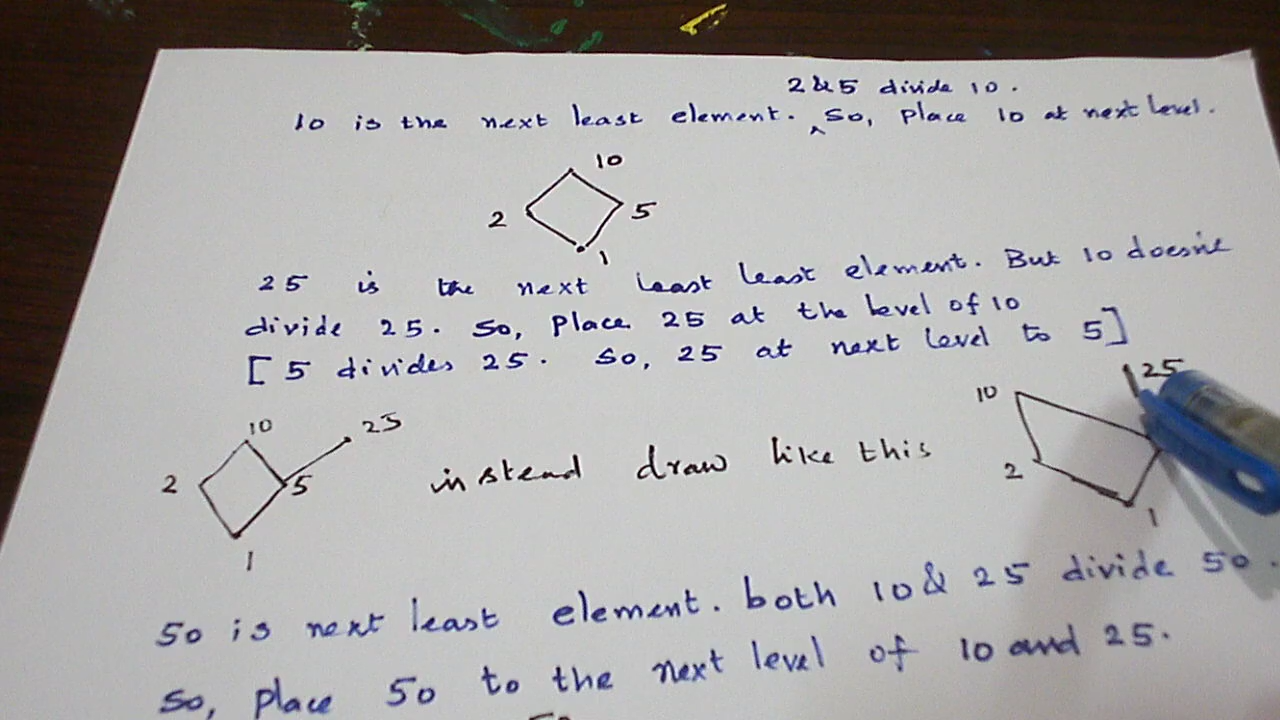 2 & 5 divide 10.
10 is the next least element. ^ So, place 10 at next level.
10
2
5
1
25 is the next least least element. But 10 doesn't
divide 25. So, Place 25 at the level of 10
[ 5 divides 25. So, 25 at next level to 5]
10
25
2
5
1
instead draw like this
10
25
2
1
50 is next least element. both 10 & 25 divide 50.
So, place 50 to the next level of 10 and 25.